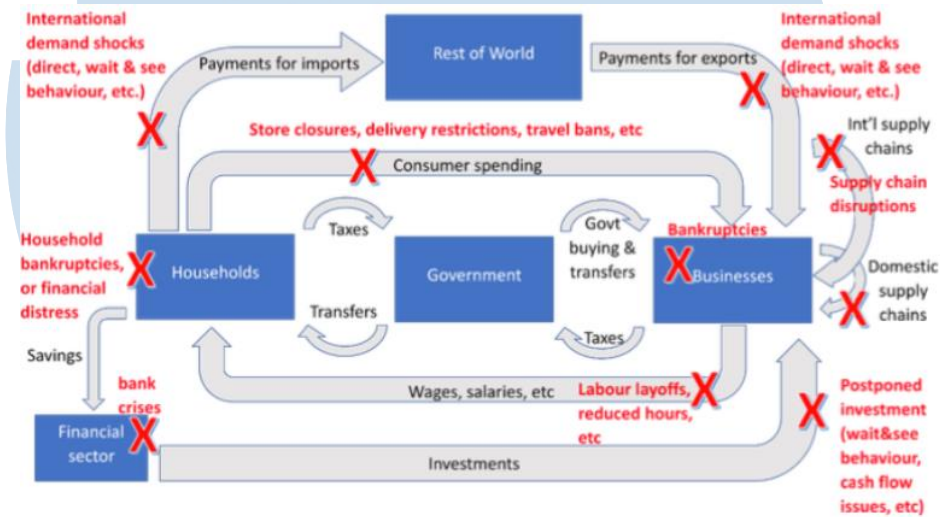 International
demand shocks
(direct, wait & see
behaviour, etc.)
Payments for imports
Rest of World
Payments for exports
International
demand shocks
(direct, wait & see
behaviour, etc.)
Store closures, delivery restrictions, travel bans, etc
Consumer spending
Int'l supply
chains
Supply chain
disruptions
Household
bankruptcies,
or financial
distress
Households
Taxes
Transfers
Government
Govt
buying &
transfers
Taxes
Bankruptcies
Businesses
Domestic
supply
chains
Savings
bank
crises
Financial
sector
Wages, salaries, etc
Labour layoffs,
reduced hours,
etc
Investments
Postponed
investment
(wait&see
behaviour,
cash flow
issues, etc)